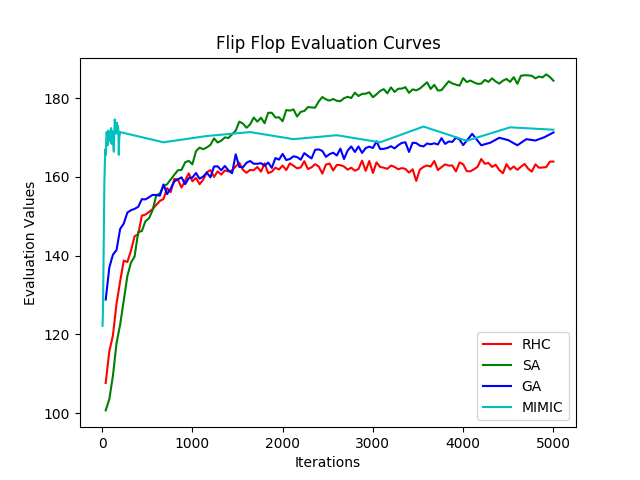 Flip Flop Evaluation Curves
Evaluation Values
180
160
140
120
100
0 1000 2000 3000 4000 5000
Iterations
RHC
SA
GA
MIMIC